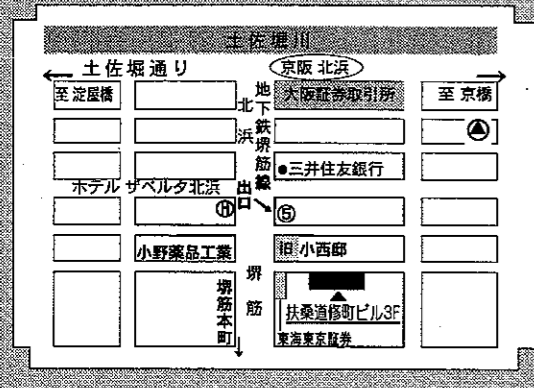 土佐堀川
← 土佐堀通り
京阪 北浜
→
至 淀屋橋
地下鉄堺筋線
北浜
大阪証券取引所
至 京橋
●三井住友銀行
ホテル ザベルタ北浜
出口
H
⑤
小野薬品工業
旧 小西邸
堺筋
堺筋本町
扶桑道修町ビル3F
東海東京証券